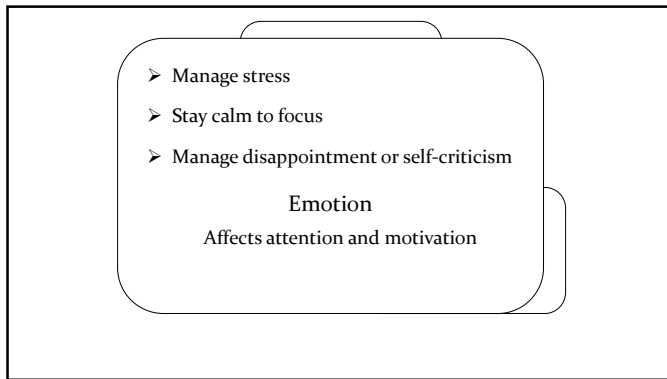 ➢ Manage stress
➢ Stay calm to focus
➢ Manage disappointment or self-criticism
Emotion
Affects attention and motivation